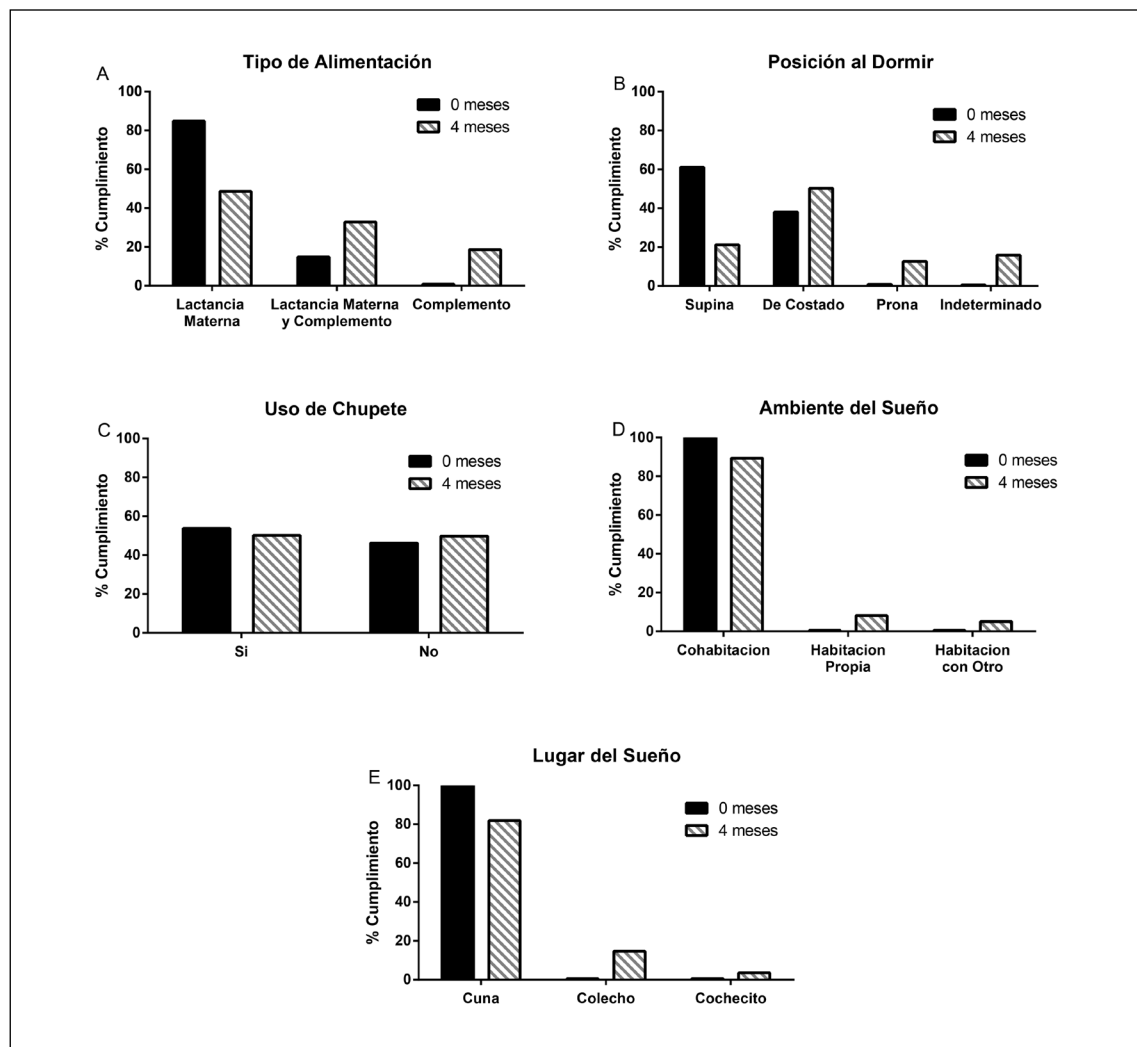 A
Tipo de Alimentación
% Cumplimiento
100
80
60
40
20
0
0 meses
4 meses
Lactancia
Materna
Lactancia Materna
y Complemento
Complemento
B
Posición al Dormir
% Cumplimiento
100
80
60
40
20
0
0 meses
4 meses
Supina
De Costado
Prona
Indeterminado
C
Uso de Chupete
% Cumplimiento
100
80
60
40
20
0
0 meses
4 meses
Si
No
D
Ambiente del Sueño
% Cumplimiento
100
80
60
40
20
0
0 meses
4 meses
Cohabitacion
Habitacion
Propia
Habitacion
con Otro
E
Lugar del Sueño
% Cumplimiento
100
80
60
40
20
0
0 meses
4 meses
Cuna
Colecho
Cochecito